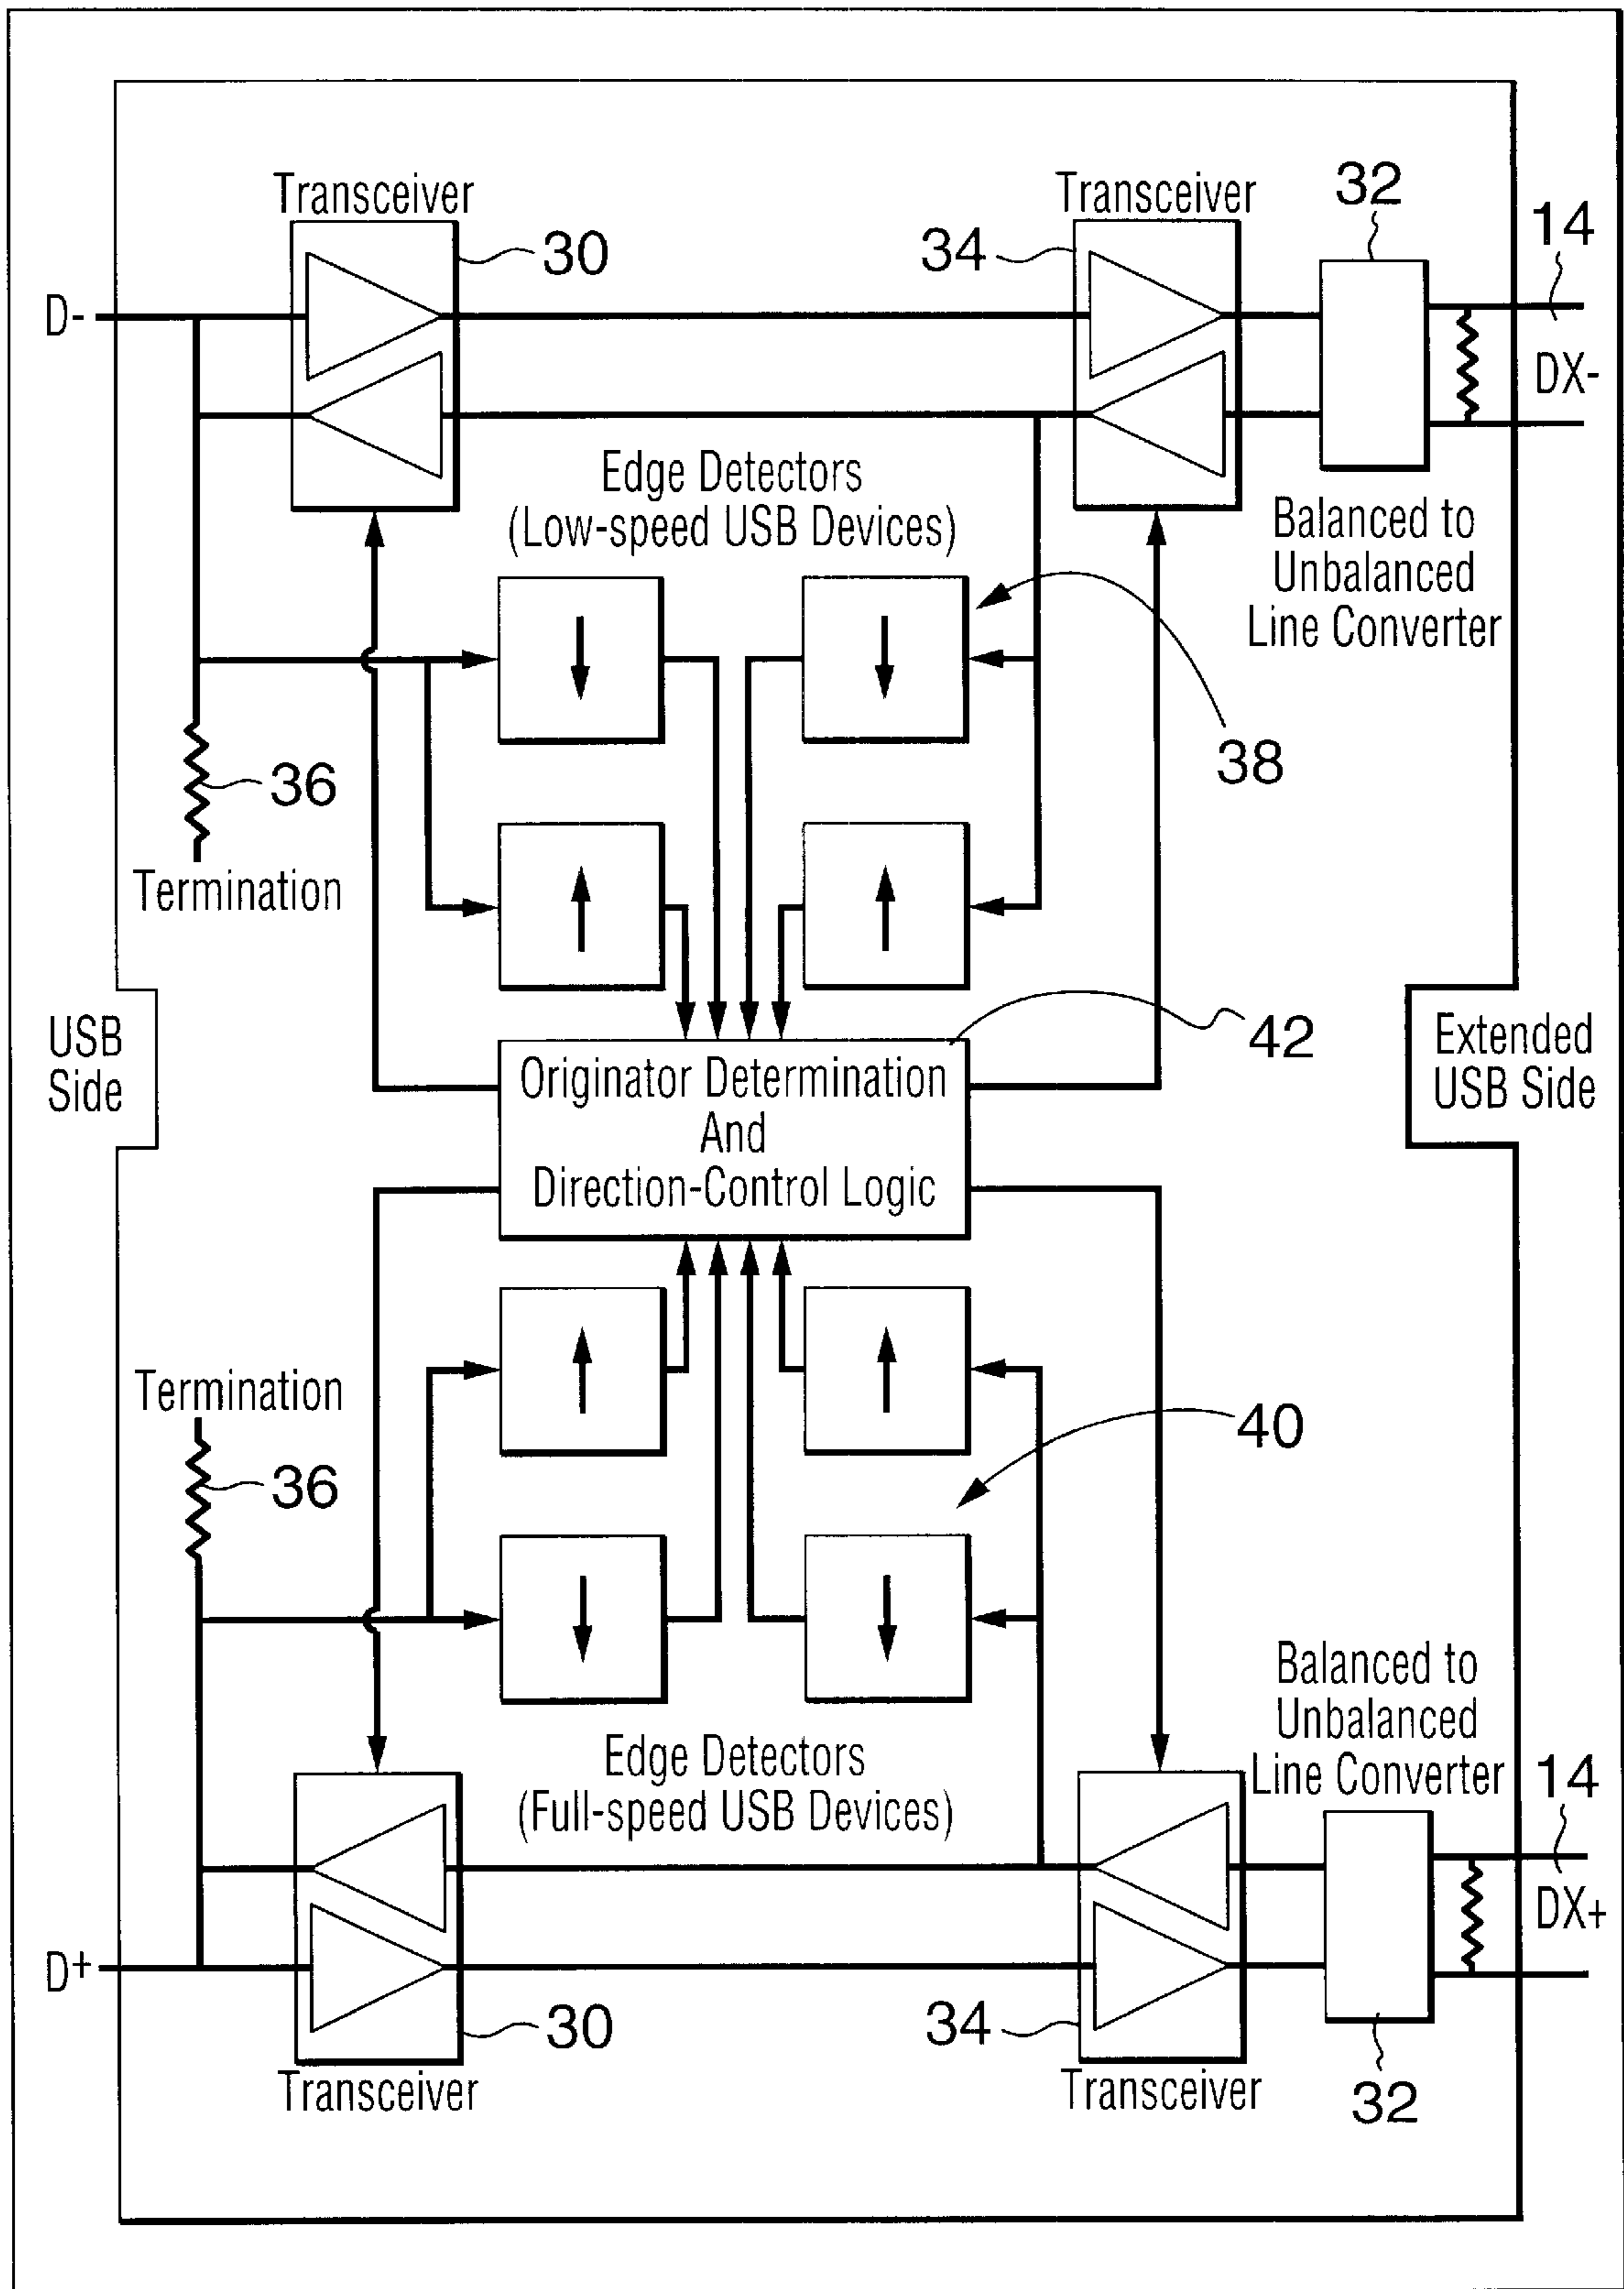 Transceiver
Transceiver
32
14
30
34
D-
DX-
Edge Detectors
(Low-speed USB Devices)
Balanced to
Unbalanced
Line Converter
38
36
Termination
USB
Side
42
Extended
USB Side
Originator Determination
And
Direction-Control Logic
Termination
40
36
Balanced to
Unbalanced
Line Converter
Edge Detectors
(Full-speed USB Devices)
14
DX+
D+
30
34
Transceiver
Transceiver
32